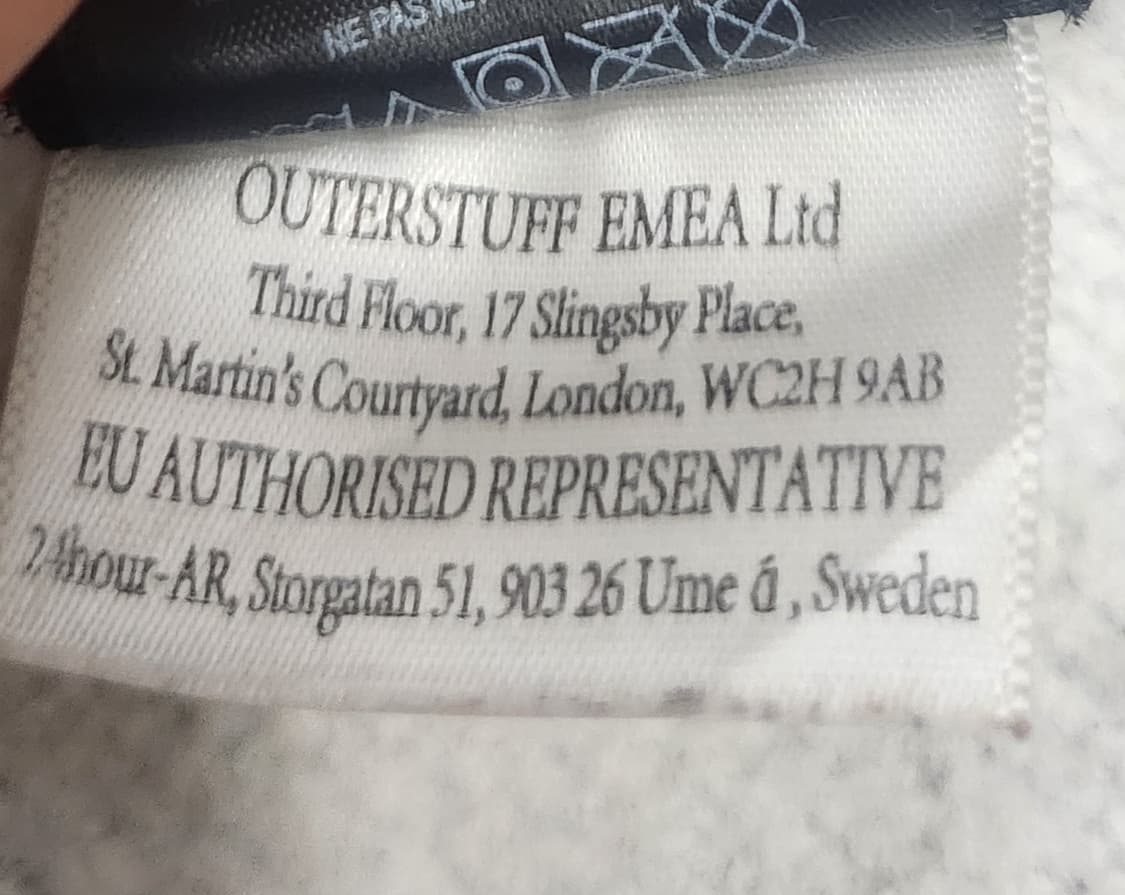 NE PAS
OUTERSTUFF EMEA Ltd
Third Floor, 17 Slingsby Place,
St. Martin's Courtyard, London, WC2H 9AB
EU AUTHORISED REPRESENTATIVE
24hour-AR, Storgatan 51, 903 26 Ume á , Sweden